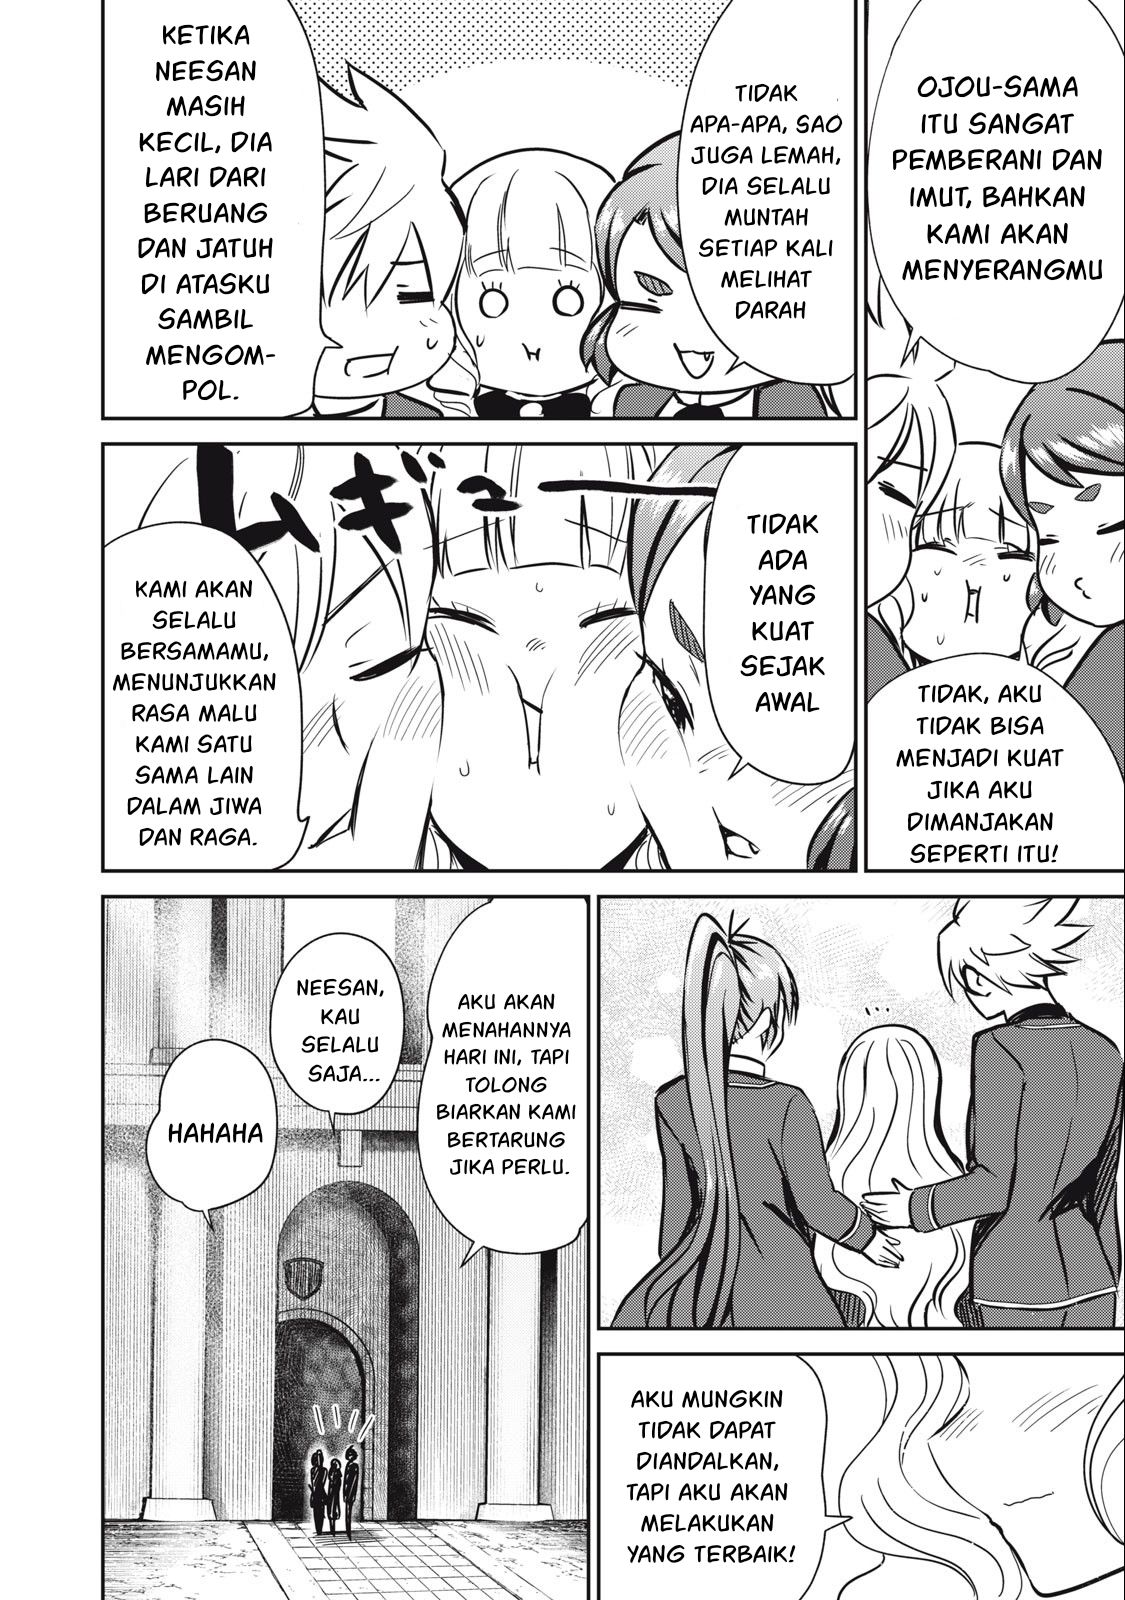 OJOU-SAMA
ITU SANGAT
PEMBERANI DAN
IMUT, BAHKAN
KAMI AKAN
MENYERANGMU
TIDAK, AKU
TIDAK BISA
MENJADI KUAT
JIKA AKU
DIMANJAKAN
SEPERTI ITU!
TIDAK
APA-APA, SAO
JUGA LEMAH,
DIA SELALU
MUNTAH
SETIAP KALI
MELIHAT
DARAH
KETIKA
NEESAN
MASIH
KECIL, DIA
LARI DARI
BERUANG
DAN JATUH
DI ATASKU
SAMBIL
MENGOM-
POL.
TIDAK
ADA
YANG
KUAT
SEJAK
AWAL
むぎゅー
KAMI AKAN
SELALU
BERSAMAMU,
MENUNJUKKAN
RASA MALU
KAMI SATU
SAMA LAIN
DALAM JIWA
DAN RAGA.
AKU MUNGKIN
TIDAK DAPAT
DIANDALKAN,
TAPI AKU AKAN
MELAKUKAN
YANG TERBAIK!
AKU AKAN
MENAHANNYA
HARI INI, TAPI
TOLONG
BIARKAN KAMI
BERTARUNG
JIKA PERLU.
NEESAN,
KAU
SELALU
SAJA...
HAHAHA